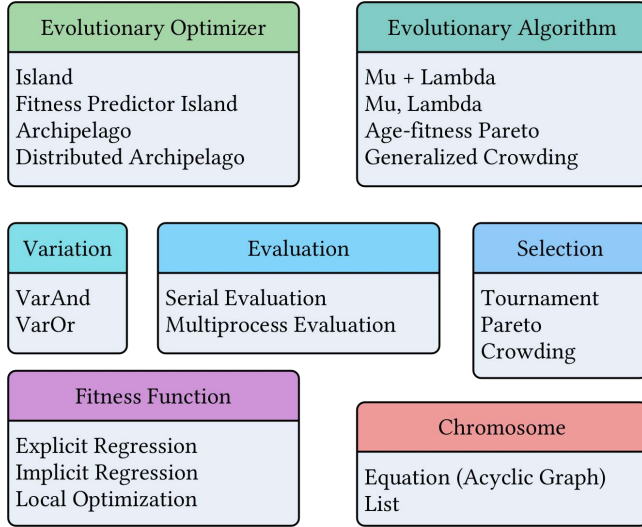 Evolutionary Optimizer
Island
Fitness Predictor Island
Archipelago
Distributed Archipelago
Evolutionary Algorithm
Mu + Lambda
Mu, Lambda
Age-fitness Pareto
Generalized Crowding
Variation
VarAnd
VarOr
Evaluation
Serial Evaluation
Multiprocess Evaluation
Selection
Tournament
Pareto
Crowding
Fitness Function
Explicit Regression
Implicit Regression
Local Optimization
Chromosome
Equation (Acyclic Graph)
List